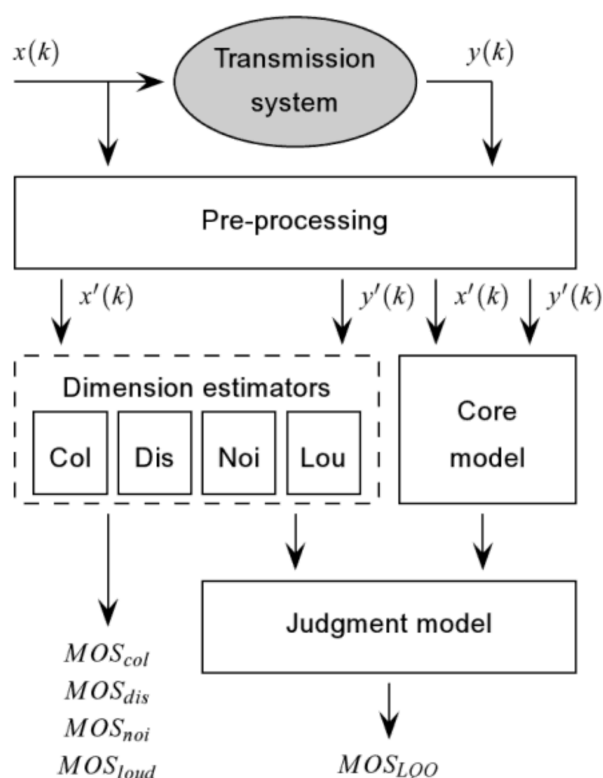 x(k)
Transmission
system
y(k)
Pre-processing
x′(k)
y′(k)
x′(k)
y′(k)
Dimension estimators
Col
Dis
Noi
Lou
Core
model
Judgment model
MOS_col
MOS_dis
MOS_noi
MOS_loud
MOS_LQO